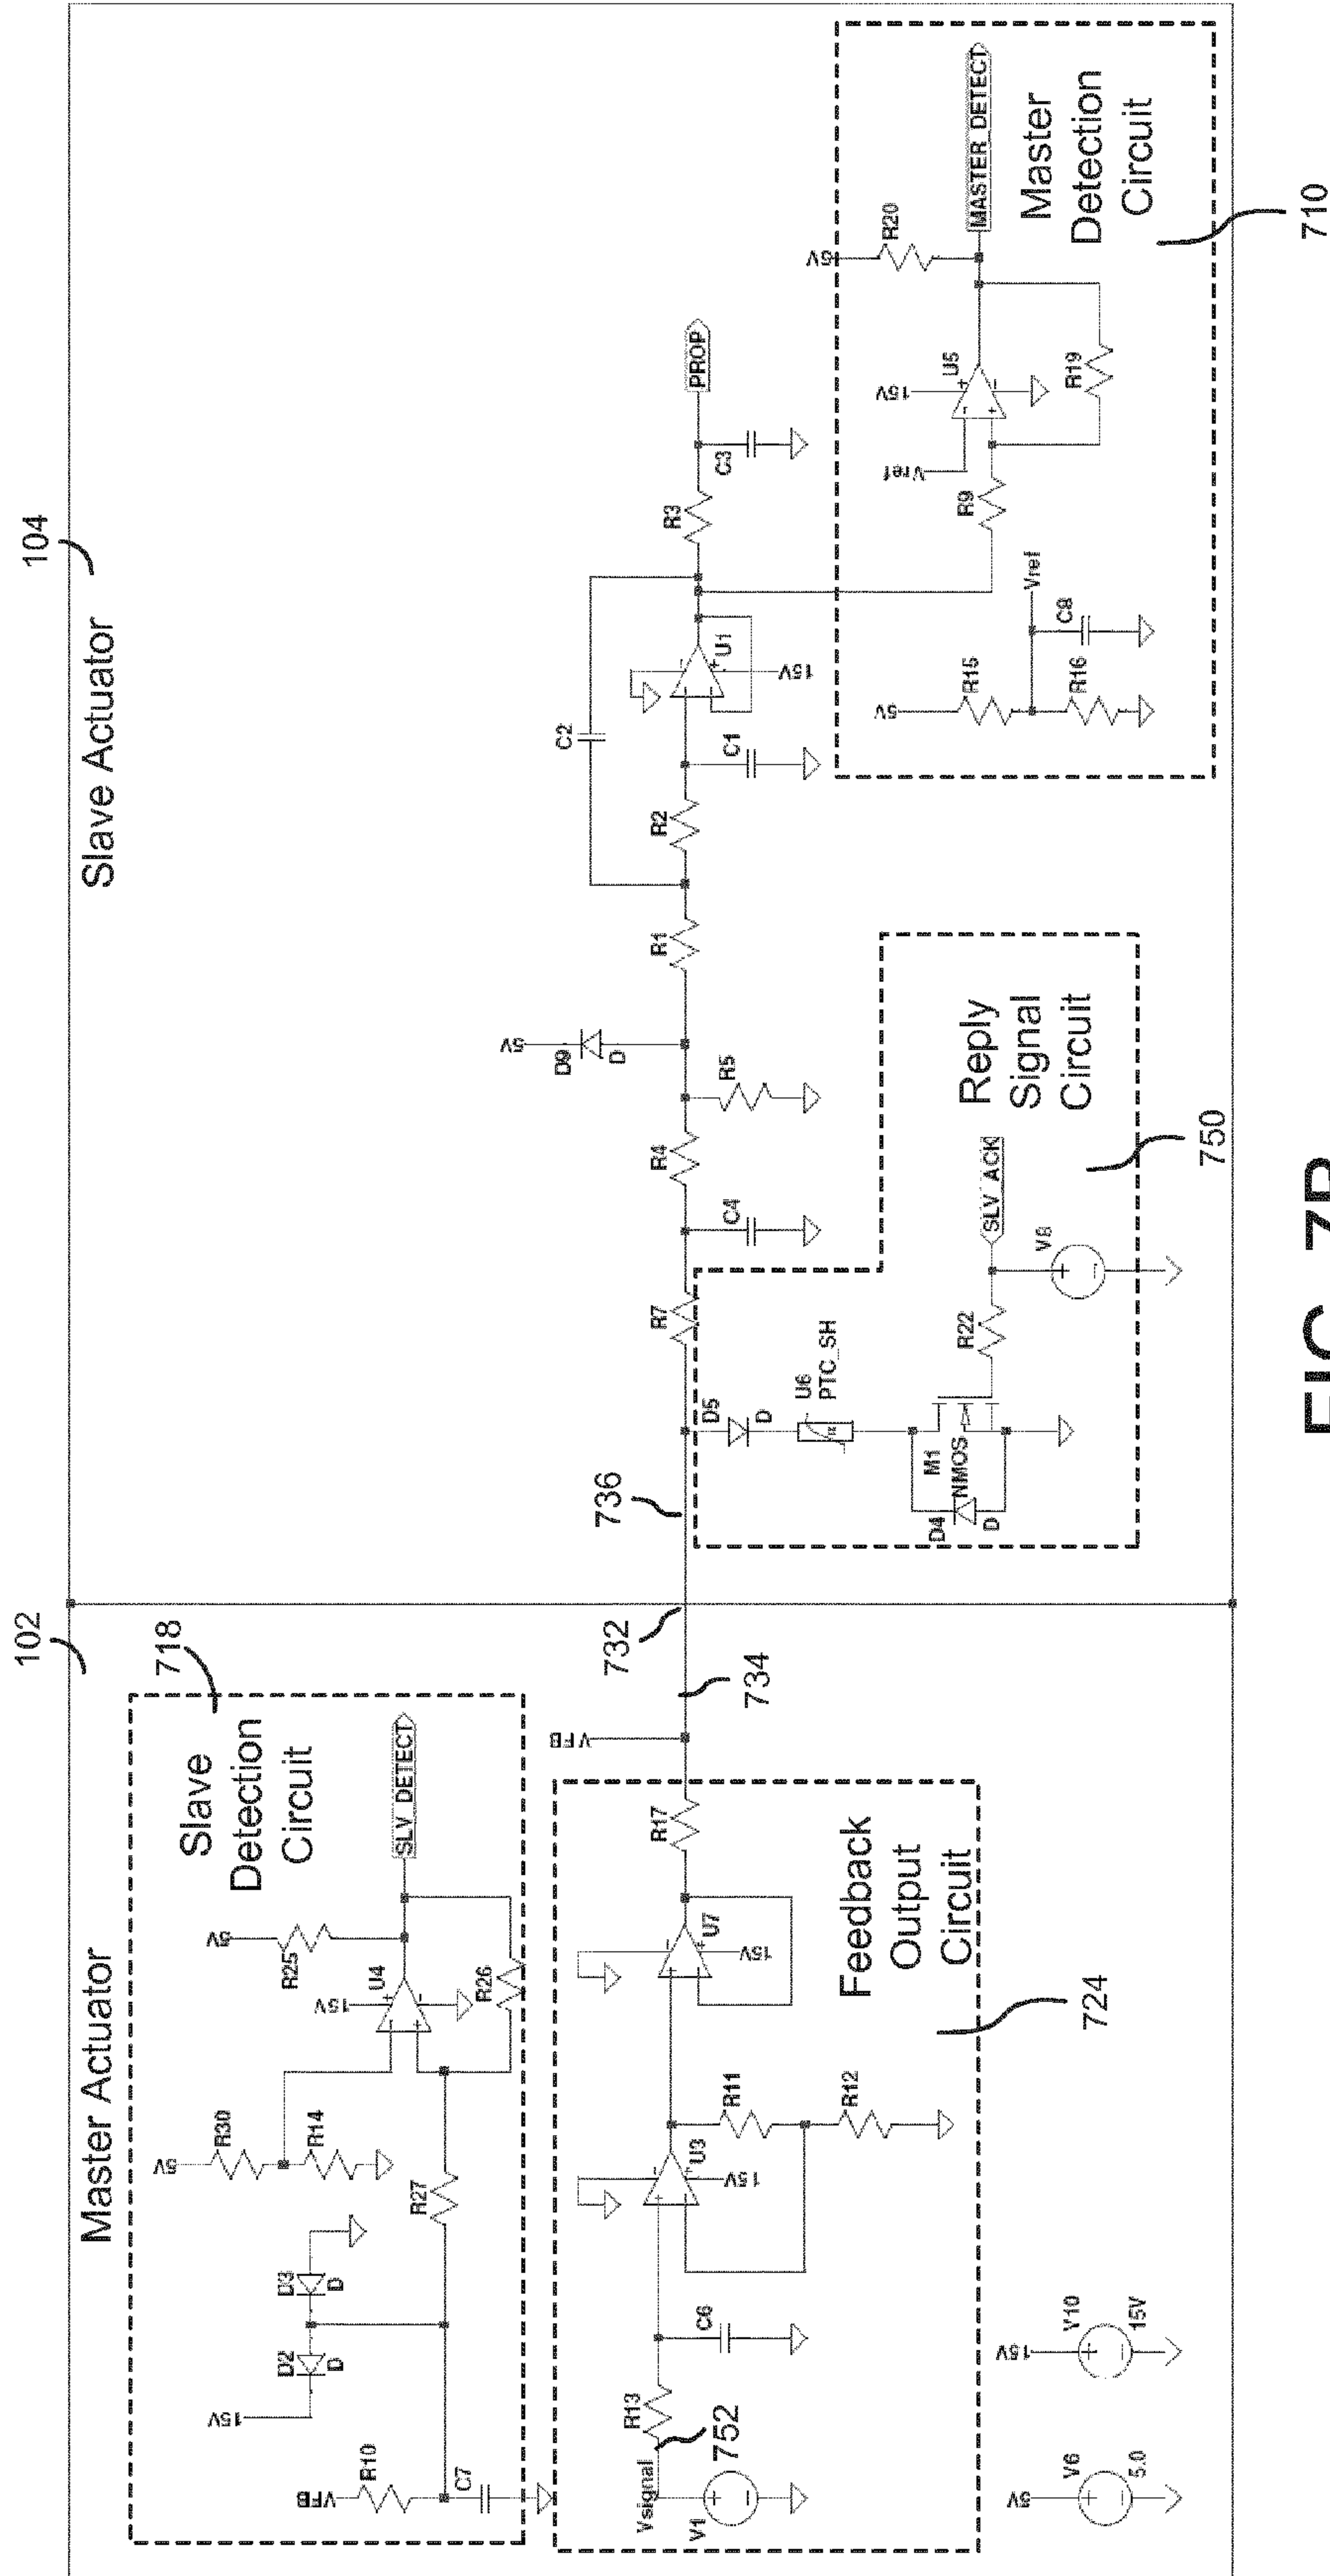 Master Actuator
102
718
Slave
Detection
Circuit
SLV_DETECT
5V
R25
15V
U4
R26
5V
R30
R14
R27
D3
D
D2
D
15V
VFB
R10
C7
VFB
734
732
Feedback
Output
Circuit
724
R17
U7
15V
R11
R12
U3
15V
C6
R13
752
Vsignal
V1
5V
V6
5.0
15V
V10
15V
Slave Actuator
104
736
R7
C4
R4
R5
5V
D9
D
R1
C2
R2
C1
U1
15V
R3
C3
PROP
D5
D
U6
PTC_SH
M1
NMOS
D4
D
R22
SLV_ACK
V8
Reply
Signal
Circuit
750
5V
R15
R16
C8
Vref
Vref
R9
15V
U5
R19
R20
MASTER_DETECT
Master
Detection
Circuit
710